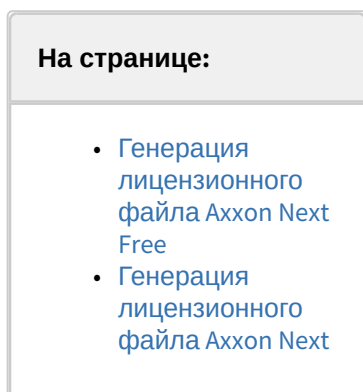 На странице:
• Генерация
лицензионного
файла Axxon Next
Free
• Генерация
лицензионного
файла Axxon Next